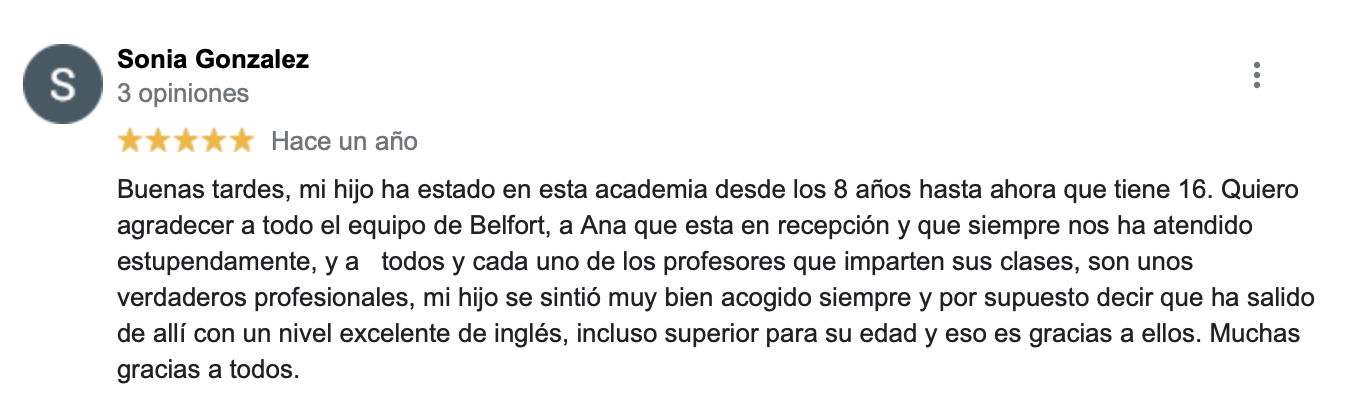 S
Sonia Gonzalez
3 opiniones
Hace un año
Buenas tardes, mi hijo ha estado en esta academia desde los 8 años hasta ahora que tiene 16. Quiero
agradecer a todo el equipo de Belfort, a Ana que esta en recepción y que siempre nos ha atendido
estupendamente, y a   todos y cada uno de los profesores que imparten sus clases, son unos
verdaderos profesionales, mi hijo se sintió muy bien acogido siempre y por supuesto decir que ha salido
de allí con un nivel excelente de inglés, incluso superior para su edad y eso es gracias a ellos. Muchas
gracias a todos.